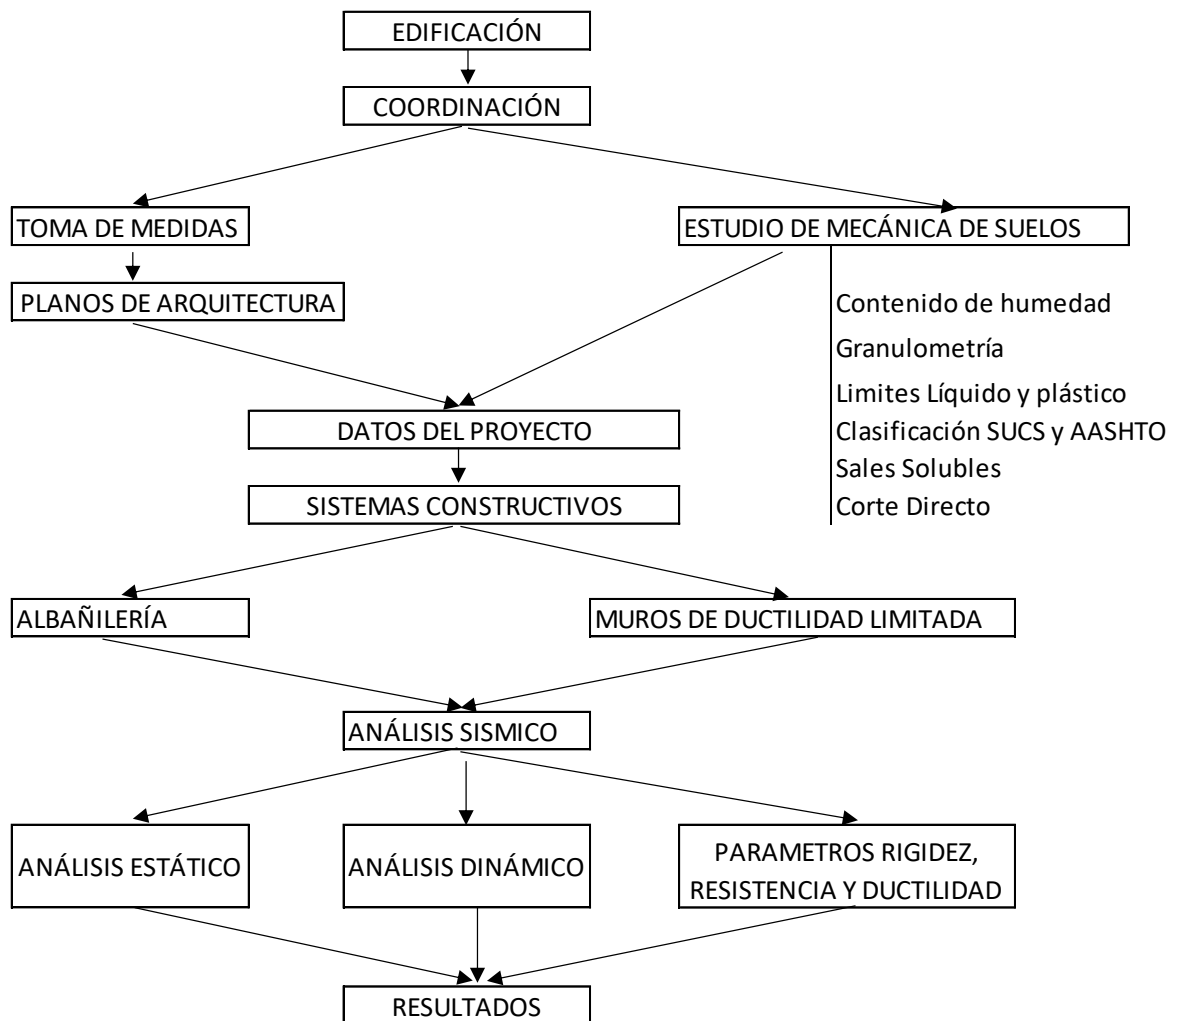 EDIFICACIÓN
COORDINACIÓN
TOMA DE MEDIDAS
ESTUDIO DE MECÁNICA DE SUELOS
PLANOS DE ARQUITECTURA
Contenido de humedad
Granulometría
Limites Líquido y plástico
Clasificación SUCS y AASHTO
Sales Solubles
Corte Directo
DATOS DEL PROYECTO
SISTEMAS CONSTRUCTIVOS
ALBAÑILERÍA
MUROS DE DUCTILIDAD LIMITADA
ANÁLISIS SISMICO
ANÁLISIS ESTÁTICO
ANÁLISIS DINÁMICO
PARAMETROS RIGIDEZ,
RESISTENCIA Y DUCTILIDAD
RESULTADOS